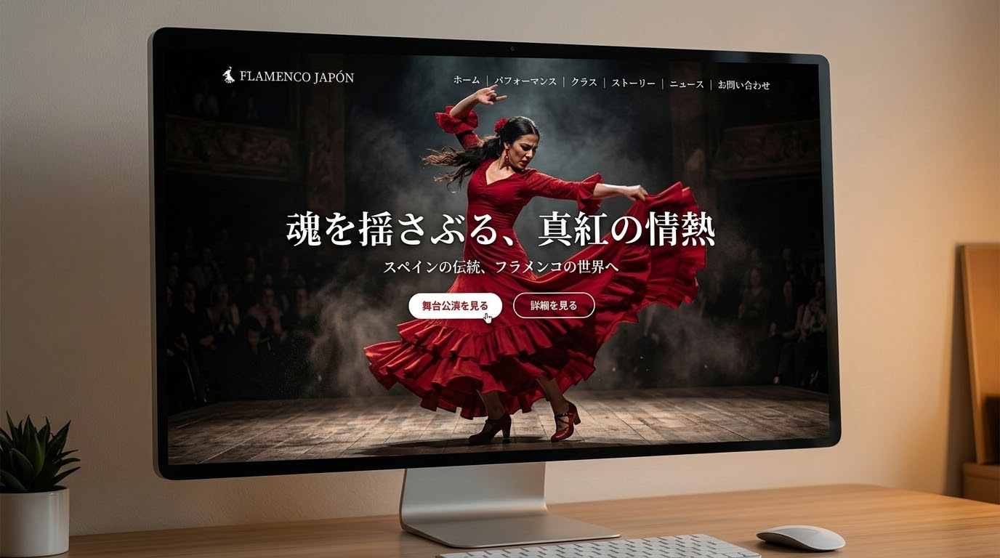 FLAMENCO JAPÓN
ホーム | パフォーマンス | クラス | ストーリー | ニュース | お問い合わせ
魂を揺さぶる、真紅の情熱
スペインの伝統、フラメンコの世界へ
舞台公演を見る
詳細を見る